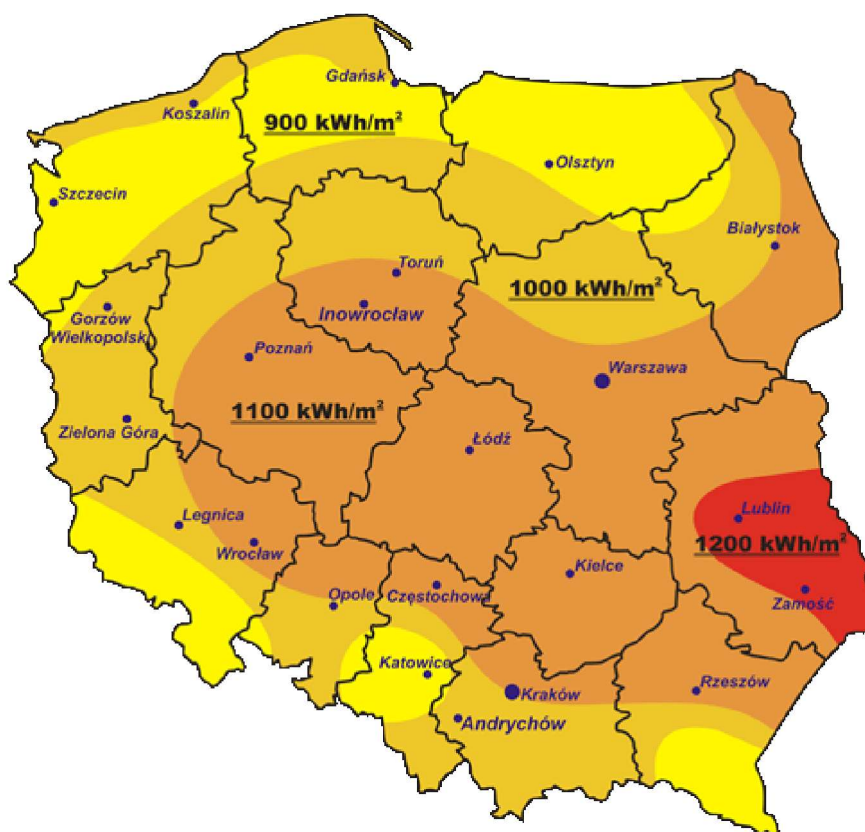 Gdańsk
Koszalin
900 kWh/m²
Olsztyn
Szczecin
Białystok
Toruń
1000 kWh/m²
Gorzów
Wielkopolski
Inowrocław
Poznań
Warszawa
1100 kWh/m²
Zielona Góra
Łódź
Lublin
Legnica
1200 kWh/m²
Wrocław
Kielce
Opole
Częstochowa
Zamość
Katowice
Rzeszów
Kraków
Andrychów